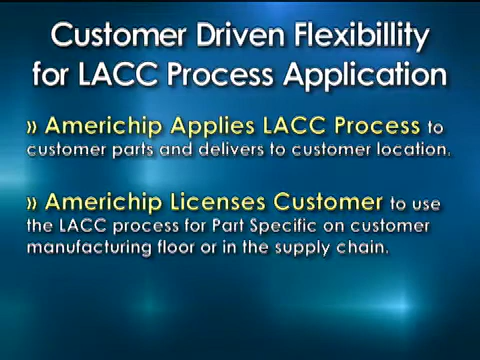 Customer Driven Flexibillity
for LACC Process Application
» Americhip Applies LACC Process to
customer parts and delivers to customer location.
» Americhip Licenses Customer to use
the LACC process for Part Specific on customer
manufacturing floor or in the supply chain.